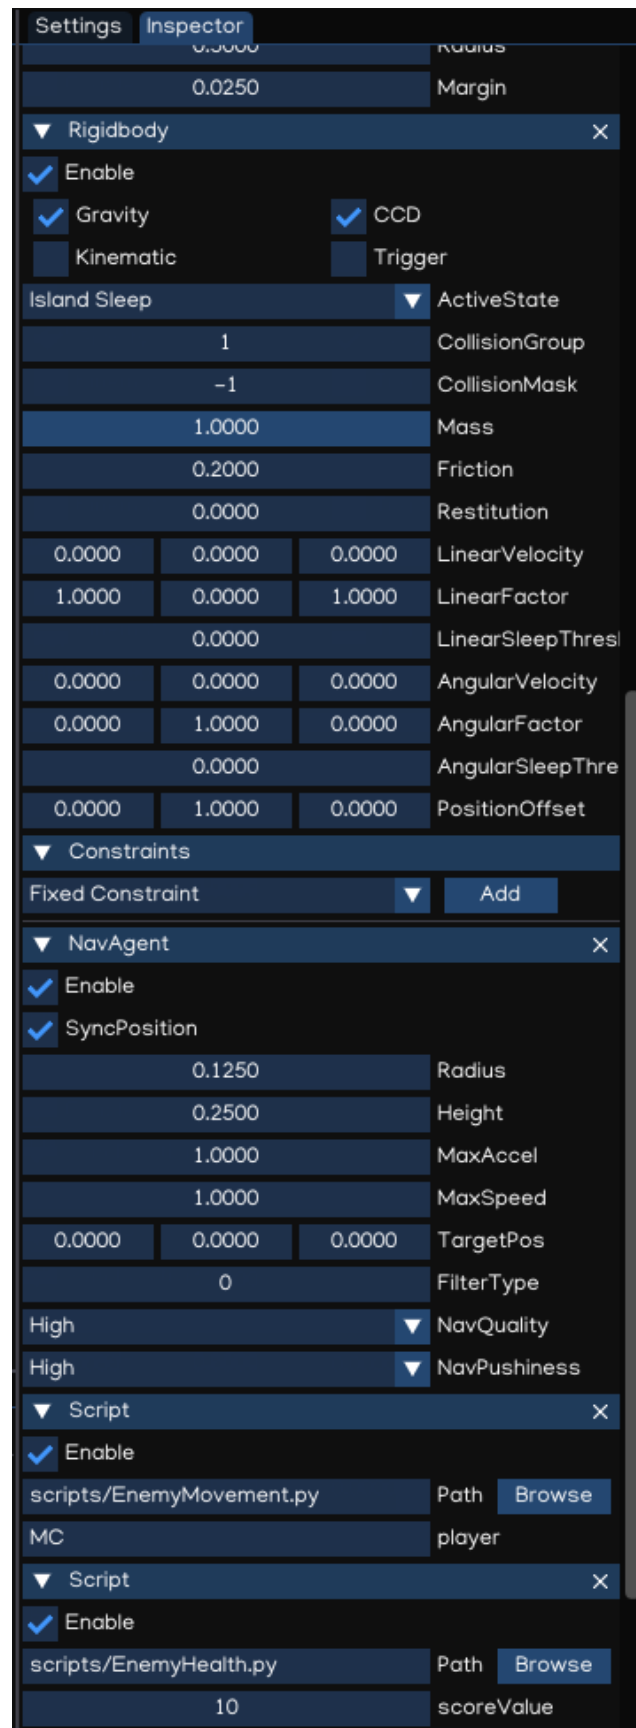 Settings Inspector
0.5000 Radius
0.0250 Margin
Rigidbody
Enable
Gravity CCD
Kinematic Trigger
Island Sleep ActiveState
1 CollisionGroup
-1 CollisionMask
1.0000 Mass
0.2000 Friction
0.0000 Restitution
0.0000 0.0000 0.0000 LinearVelocity
1.0000 0.0000 1.0000 LinearFactor
0.0000 LinearSleepThresl
0.0000 0.0000 0.0000 AngularVelocity
0.0000 1.0000 0.0000 AngularFactor
0.0000 AngularSleepThre
0.0000 1.0000 0.0000 PositionOffset
Constraints
Fixed Constraint Add
NavAgent
Enable
SyncPosition
0.1250 Radius
0.2500 Height
1.0000 MaxAccel
1.0000 MaxSpeed
0.0000 0.0000 0.0000 TargetPos
0 FilterType
High NavQuality
High NavPushiness
Script
Enable
scripts/EnemyMovement.py Path Browse
MC player
Script
Enable
scripts/EnemyHealth.py Path Browse
10 scoreValue